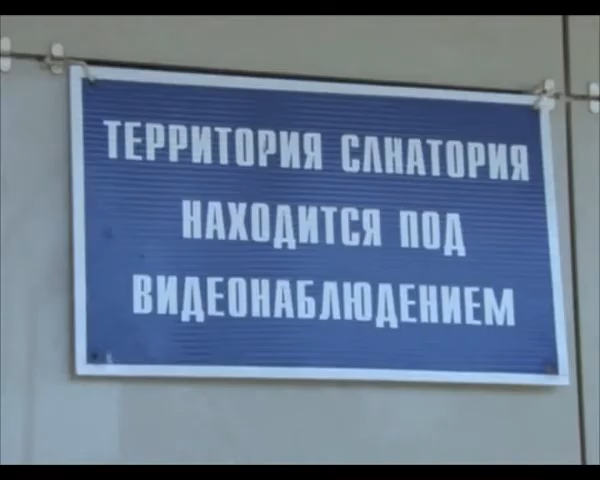 ТЕРРИТОРИЯ САНАТОРИЯ
НАХОДИТСЯ ПОД
ВИДЕОНАБЛЮДЕНИЕМ